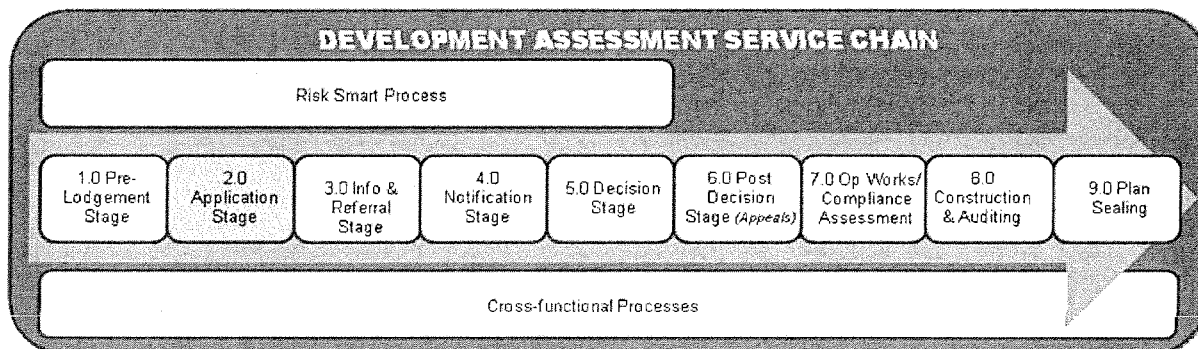 DEVELOPMENT ASSESSMENT SERVICE CHAIN
Risk Smart Process
1.0 Pre-
Lodgement
Stage
2.0
Application
Stage
3.0 Info &
Referral
Stage
4.0
Notification
Stage
5.0 Decision
Stage
6.0 Post
Decision
Stage (Appeals)
7.0 Op Works/
Compliance
Assessment
8.0
Construction
& Auditing
9.0 Plan
Sealing
Cross-functional Processes